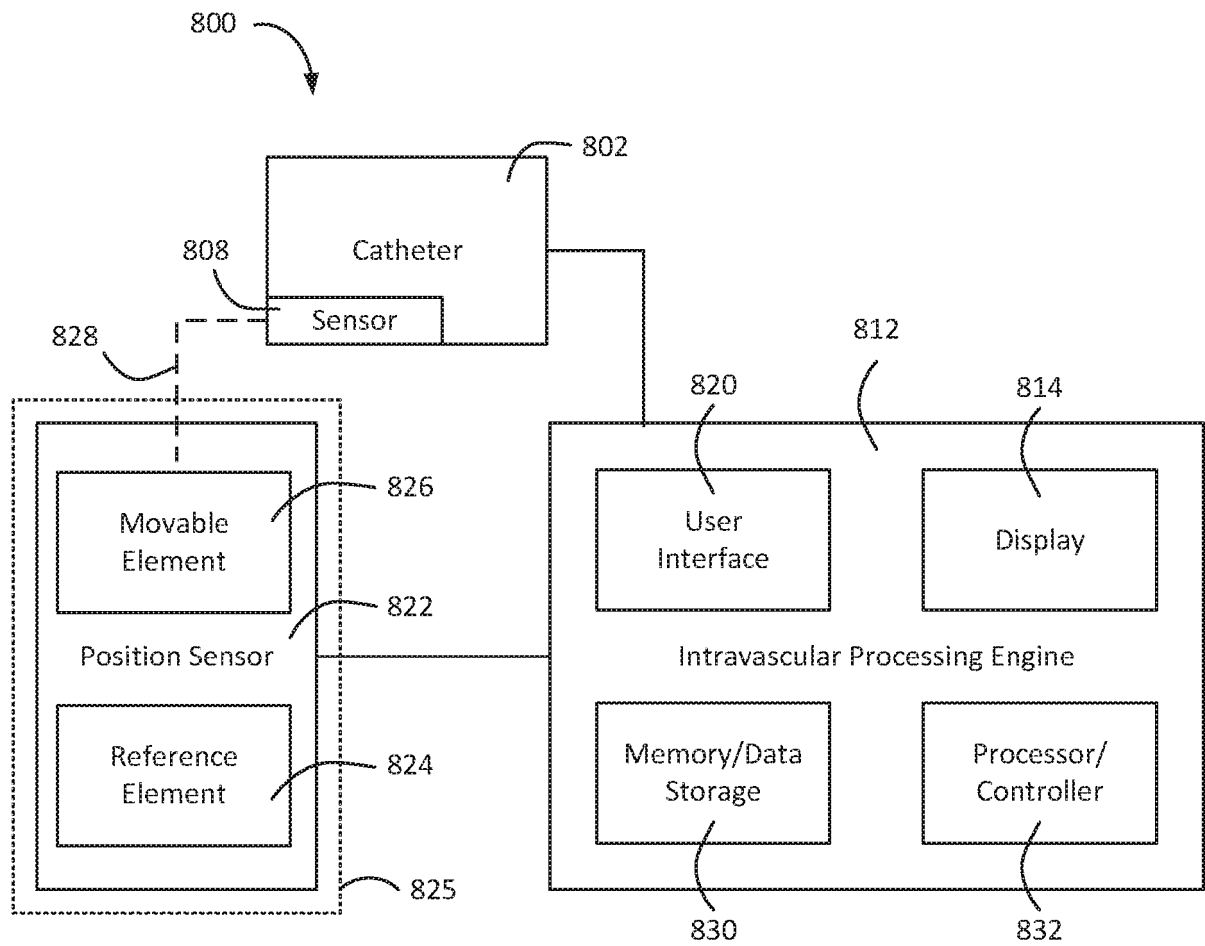 800
802
Catheter
808
Sensor
828
812
820
814
826
Movable
Element
User
Interface
Display
822
Position Sensor
Intravascular Processing Engine
Reference
Element
824
Memory/Data
Storage
Processor/
Controller
825
830
832